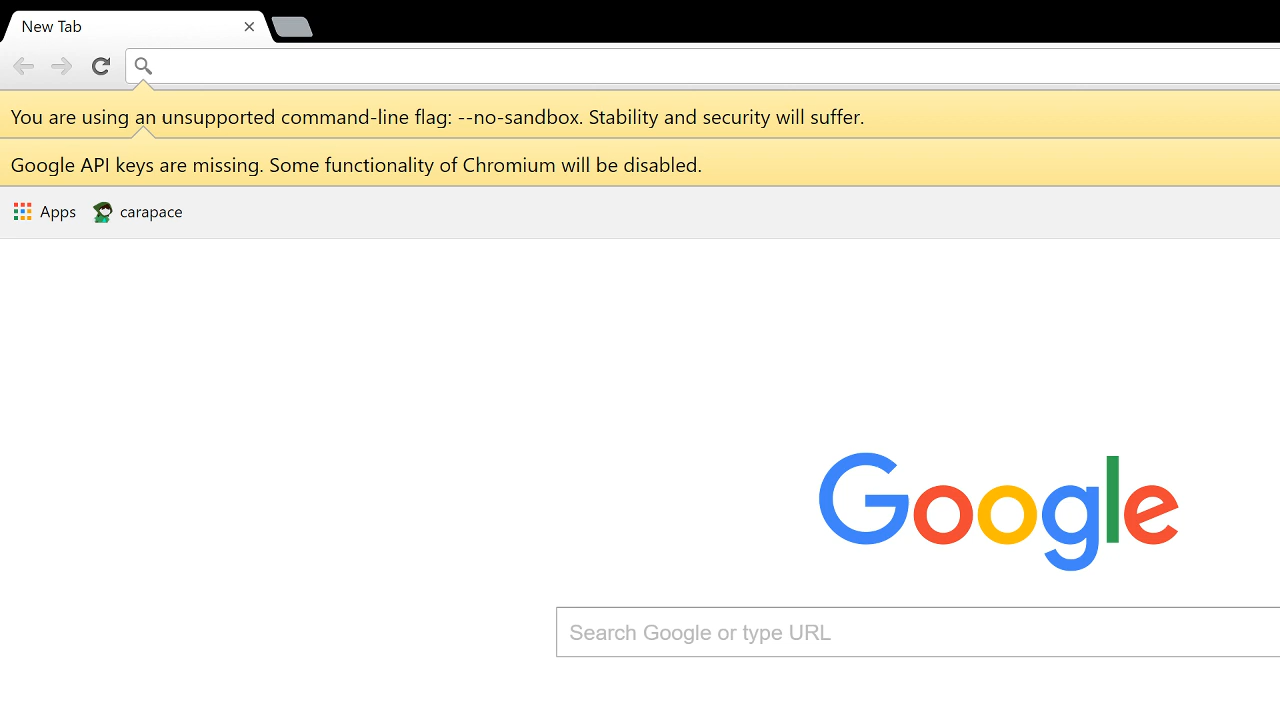 New Tab
You are using an unsupported command-line flag: --no-sandbox. Stability and security will suffer.
Google API keys are missing. Some functionality of Chromium will be disabled.
Apps carapace
Google
Search Google or type URL